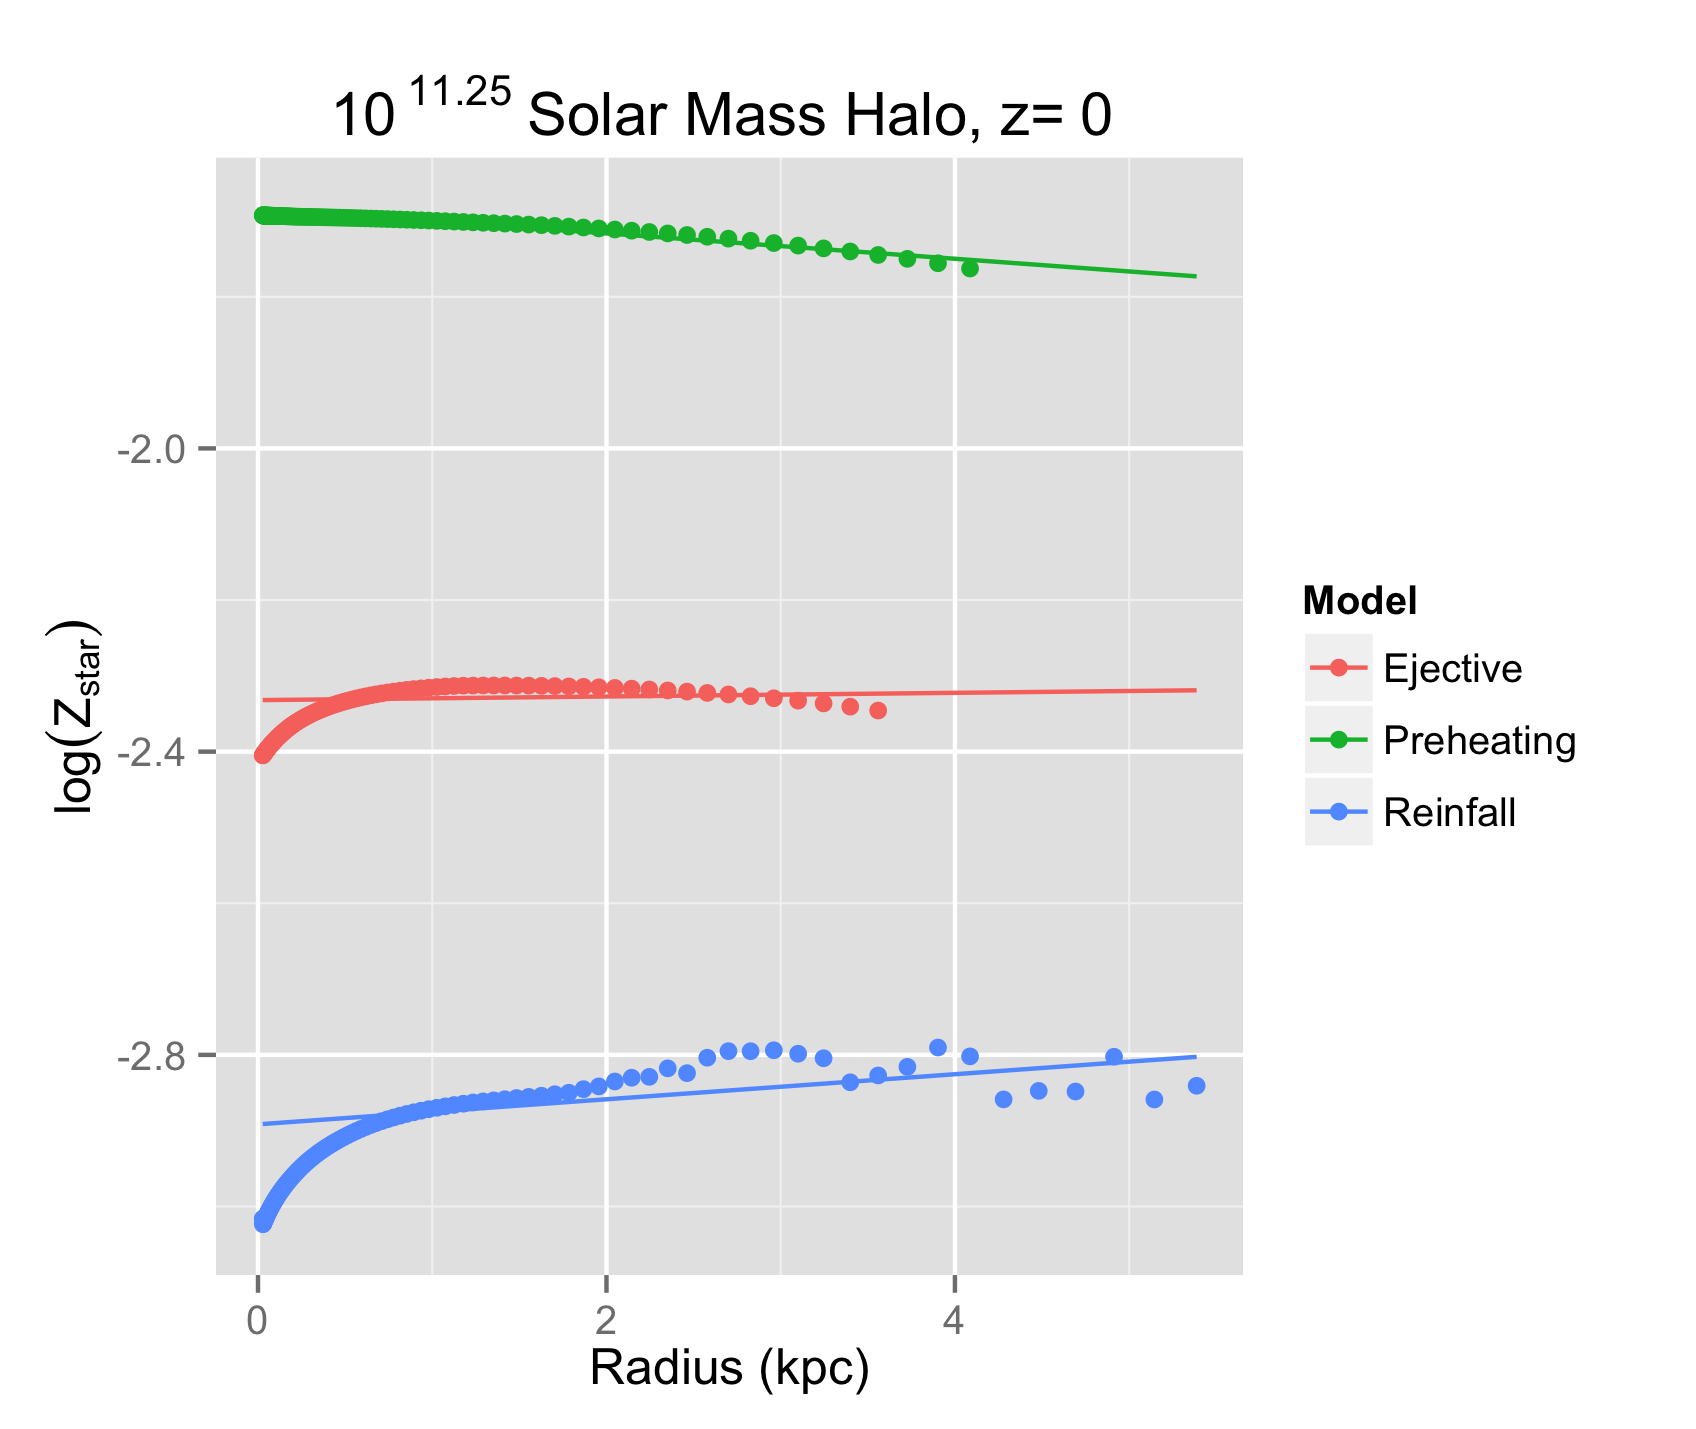 10 11.25 Solar Mass Halo, z= 0
-2.0
-2.4
-2.8
log(Zstar)
0 2 4
Radius (kpc)
Model
Ejective
Preheating
Reinfall